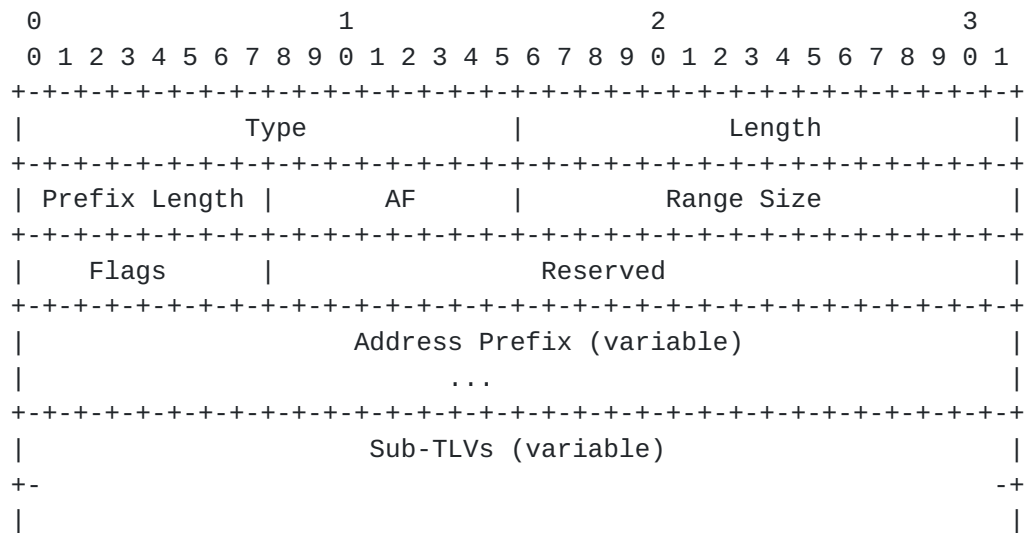 0                   1                   2                   3
 0 1 2 3 4 5 6 7 8 9 0 1 2 3 4 5 6 7 8 9 0 1 2 3 4 5 6 7 8 9 0 1
+-+-+-+-+-+-+-+-+-+-+-+-+-+-+-+-+-+-+-+-+-+-+-+-+-+-+-+-+-+-+-+-+
|              Type             |             Length            |
+-+-+-+-+-+-+-+-+-+-+-+-+-+-+-+-+-+-+-+-+-+-+-+-+-+-+-+-+-+-+-+-+
| Prefix Length |       AF      |         Range Size            |
+-+-+-+-+-+-+-+-+-+-+-+-+-+-+-+-+-+-+-+-+-+-+-+-+-+-+-+-+-+-+-+-+
|    Flags      |                 Reserved                      |
+-+-+-+-+-+-+-+-+-+-+-+-+-+-+-+-+-+-+-+-+-+-+-+-+-+-+-+-+-+-+-+-+
|                     Address Prefix (variable)                 |
|                           ...                                 |
+-+-+-+-+-+-+-+-+-+-+-+-+-+-+-+-+-+-+-+-+-+-+-+-+-+-+-+-+-+-+-+-+
|                      Sub-TLVs (variable)                      |
+-                                                             -+
|                                                               |